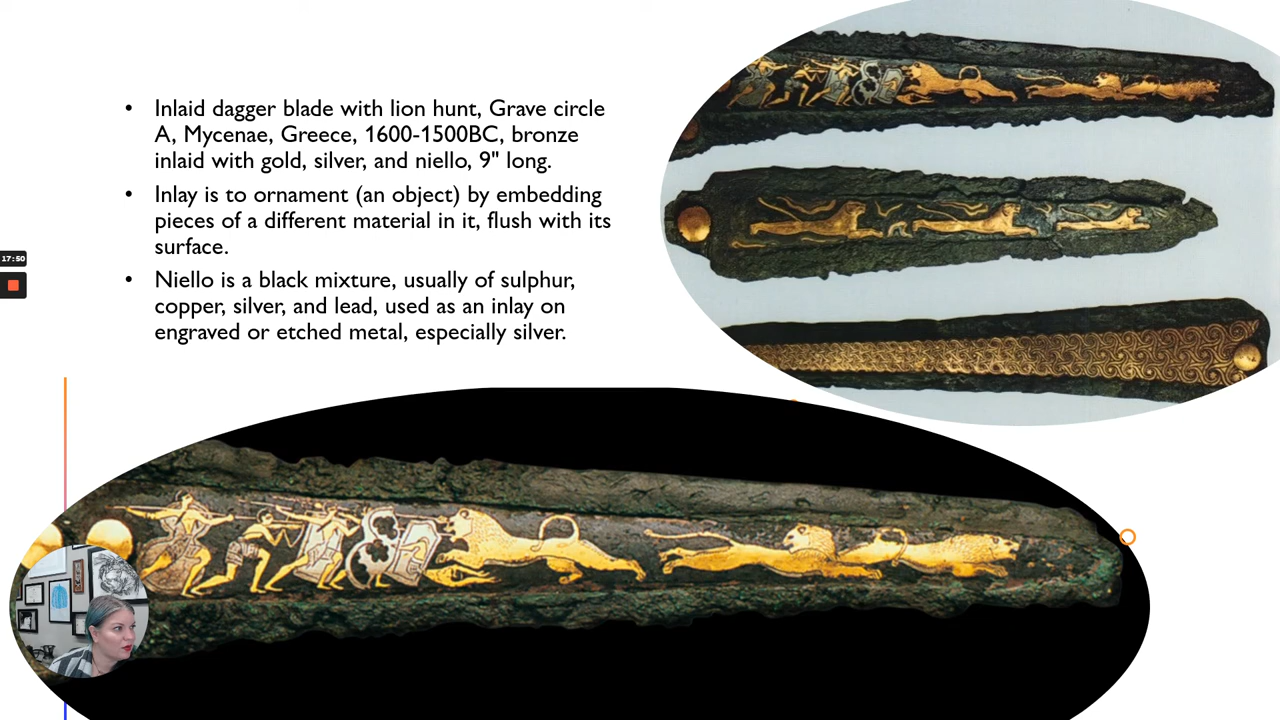 • Inlaid dagger blade with lion hunt, Grave circle
A, Mycenae, Greece, 1600-1500BC, bronze
inlaid with gold, silver, and niello, 9" long.
• Inlay is to ornament (an object) by embedding
pieces of a different material in it, flush with its
surface.
• Niello is a black mixture, usually of sulphur,
copper, silver, and lead, used as an inlay on
engraved or etched metal, especially silver.
17:50